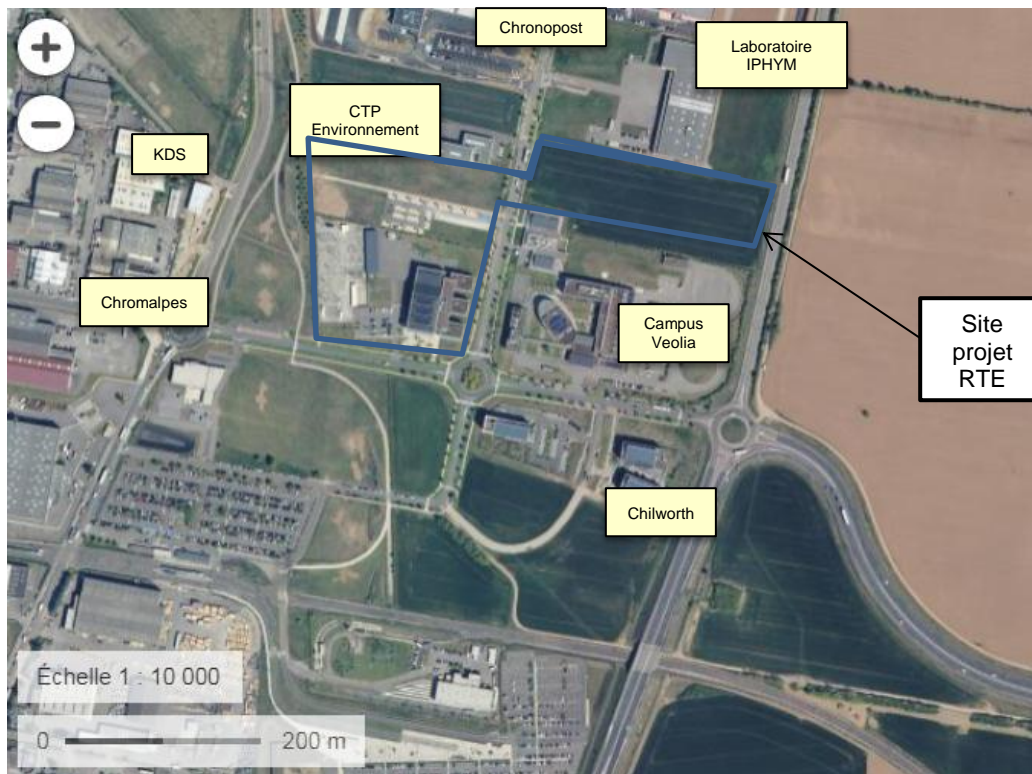 Chronopost
Laboratoire
IPHYM
CTP
Environnement
KDS
Chromalpes
Campus
Veolia
Site
projet
RTE
Chilworth
Échelle 1 : 10 000
0
200 m